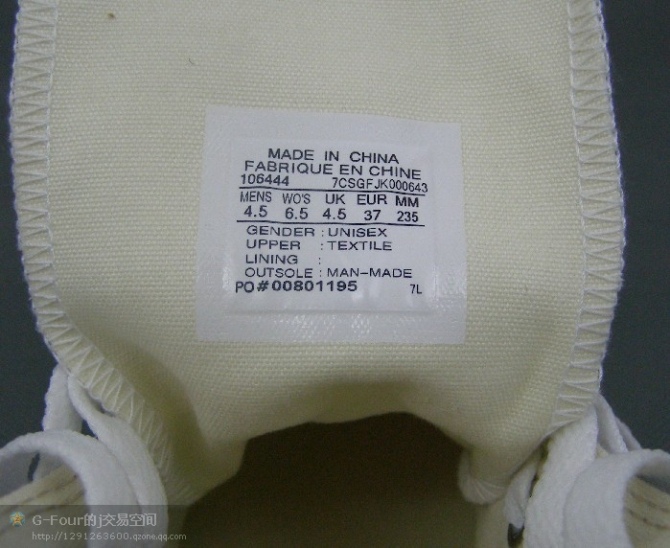 MADE IN CHINA
FABRIQUE EN CHINE
106444 7CSGFJK000643
MENS WO'S UK EUR MM
4.5 6.5 4.5 37 235
GENDER : UNISEX
UPPER : TEXTILE
LINING :
OUTSOLE : MAN-MADE
PO#00801195 7L
G-Four的j交易空间
http://1291263600.qzone.qq.com